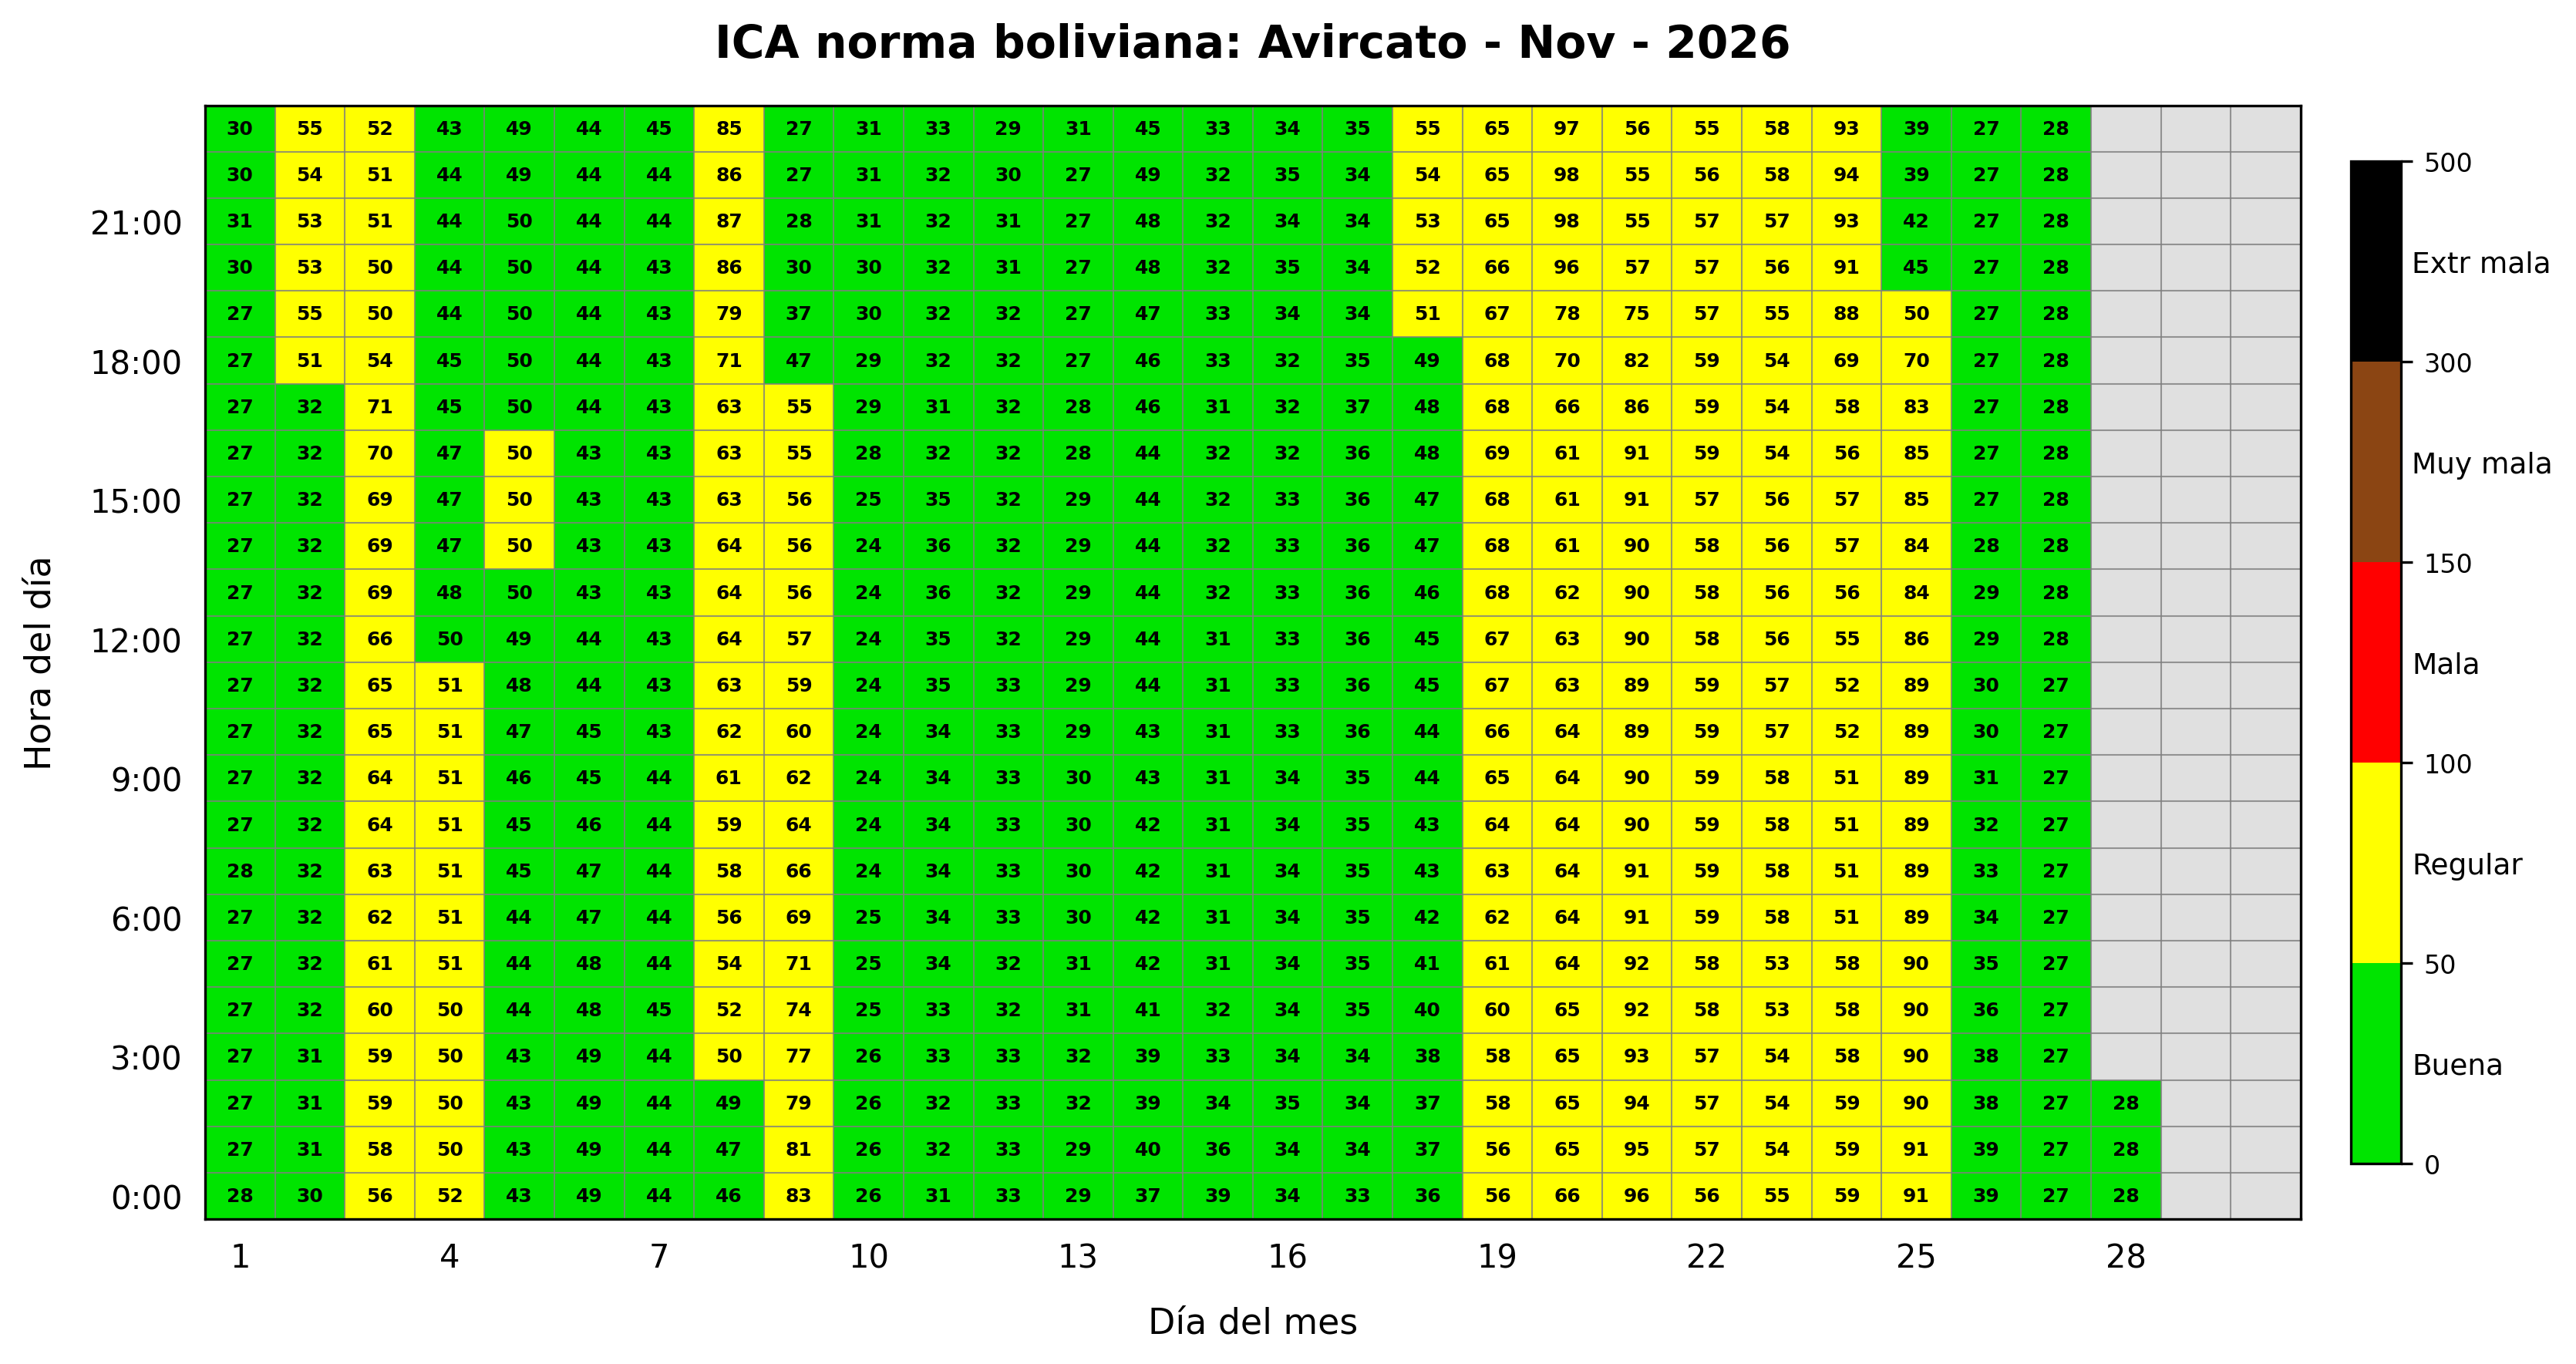 ICA norma boliviana: Avircato - Nov - 2026
30 55 52 43 49 44 45 85 27 31 33 29 31 45 33 34 35 55 65 97 56 55 58 93 39 27 28
30 54 51 44 49 44 44 86 27 31 32 30 27 49 32 35 34 54 65 98 55 56 58 94 39 27 28
21:00 31 53 51 44 50 44 44 87 28 31 32 31 27 48 32 34 34 53 65 98 55 57 57 93 42 27 28
30 53 50 44 50 44 43 86 30 30 32 31 27 48 32 35 34 52 66 96 57 57 56 91 45 27 28
27 55 50 44 50 44 43 79 37 30 32 32 27 47 33 34 34 51 67 78 75 57 55 88 50 27 28
18:00 27 51 54 45 50 44 43 71 47 29 32 32 27 46 33 32 35 49 68 70 82 59 54 69 70 27 28
27 32 71 45 50 44 43 63 55 29 31 32 28 46 31 32 37 48 68 66 86 59 54 58 83 27 28
27 32 70 47 50 43 43 63 55 28 32 32 28 44 32 32 36 48 69 61 91 59 54 56 85 27 28
15:00 27 32 69 47 50 43 43 63 56 25 35 32 29 44 32 33 36 47 68 61 91 57 56 57 85 27 28
27 32 69 47 50 43 43 64 56 24 36 32 29 44 32 33 36 47 68 61 90 58 56 57 84 28 28
27 32 69 48 50 43 43 64 56 24 36 32 29 44 32 33 36 46 68 62 90 58 56 56 84 29 28
12:00 27 32 66 50 49 44 43 64 57 24 35 32 29 44 31 33 36 45 67 63 90 58 56 55 86 29 28
27 32 65 51 48 44 43 63 59 24 35 33 29 44 31 33 36 45 67 63 89 59 57 52 89 30 27
27 32 65 51 47 45 43 62 60 24 34 33 29 43 31 33 36 44 66 64 89 59 57 52 89 30 27
9:00 27 32 64 51 46 45 44 61 62 24 34 33 30 43 31 34 35 44 65 64 90 59 58 51 89 31 27
27 32 64 51 45 46 44 59 64 24 34 33 30 42 31 34 35 43 64 64 90 59 58 51 89 32 27
28 32 63 51 45 47 44 58 66 24 34 33 30 42 31 34 35 43 63 64 91 59 58 51 89 33 27
6:00 27 32 62 51 44 47 44 56 69 25 34 33 30 42 31 34 35 42 62 64 91 59 58 51 89 34 27
27 32 61 51 44 48 44 54 71 25 34 32 31 42 31 34 35 41 61 64 92 58 53 58 90 35 27
27 32 60 50 44 48 45 52 74 25 33 32 31 41 32 34 35 40 60 65 92 58 53 58 90 36 27
3:00 27 31 59 50 43 49 44 50 77 26 33 33 32 39 33 34 34 38 58 65 93 57 54 58 90 38 27
27 31 59 50 43 49 44 49 79 26 32 33 32 39 34 35 34 37 58 65 94 57 54 59 90 38 27 28
27 31 58 50 43 49 44 47 81 26 32 33 29 40 36 34 34 37 56 65 95 57 54 59 91 39 27 28
0:00 28 30 56 52 43 49 44 46 83 26 31 33 29 37 39 34 33 36 56 66 96 56 55 59 91 39 27 28
1 4 7 10 13 16 19 22 25 28
Día del mes
Hora del día
500
Extr mala
300
Muy mala
150
Mala
100
Regular
50
Buena
0